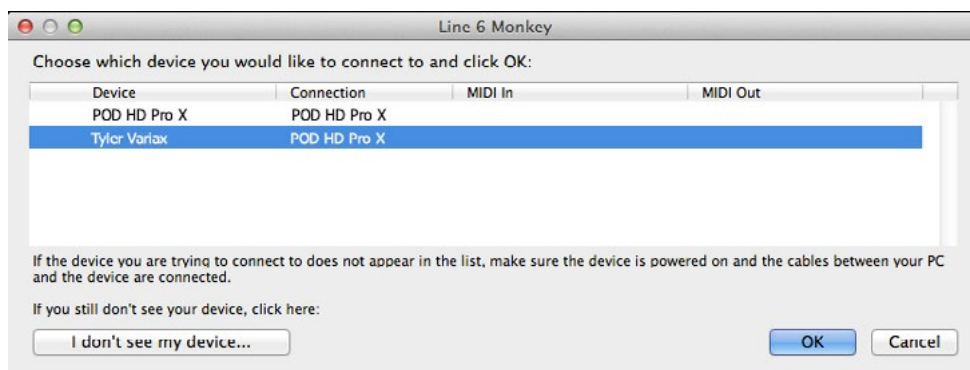 Line 6 Monkey
Choose which device you would like to connect to and click OK:
Device Connection MIDI In MIDI Out
POD HD Pro X POD HD Pro X
Tyler Variax POD HD Pro X
If the device you are trying to connect to does not appear in the list, make sure the device is powered on and the cables between your PC
and the device are connected.
If you still don't see your device, click here:
I don't see my device... OK Cancel